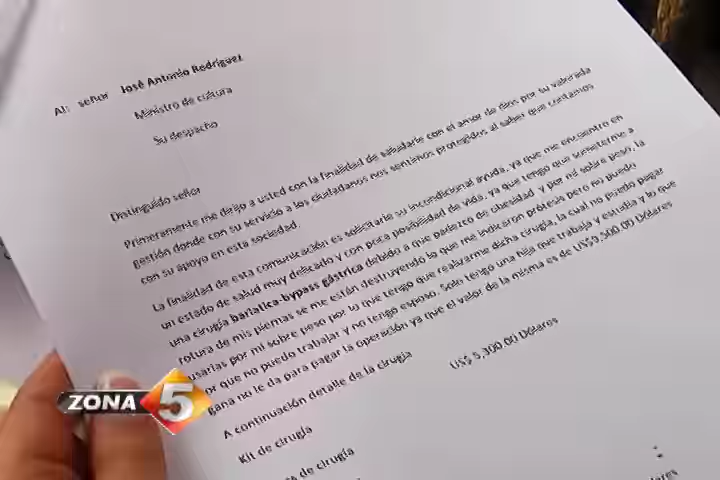 Al: señor José Antonio Rodríguez
Ministro de cultura
Su despacho
Distinguido señor
Primeramente me dirijo a usted con la finalidad de saludarle con el amor de dios por su valorada
gestión donde con su servicio a los ciudadanos nos sentimos protegidos al saber que contamos
con su apoyo en esta sociedad.
La finalidad de esta comunicación es solicitarle su incondicional ayuda, ya que me encuentro en
un estado de salud muy delicado y con poca posibilidad de vida, ya que tengo que someterme a
una cirugía bariatica-bypass gástrica debido a que padezco de obesidad y por mi sobre peso, la
rotura de mis piernas se me están destruyendo lo que me indicaron prótesis pero no puedo
usarlas por mi sobre peso por lo que tengo que realizarme dicha cirugía, la cual no puedo pagar
or que no puedo trabajar y no tengo esposo. Solo tengo una hija que trabaja y estudia y lo que
gana no le da para pagar la operación ya que el valor de la misma es de US$9,500.00 Dólares
A continuación detalle de la cirugía
Kit de cirugía US$ 5,300.00 Dólares
de cirugía
ZONA 5